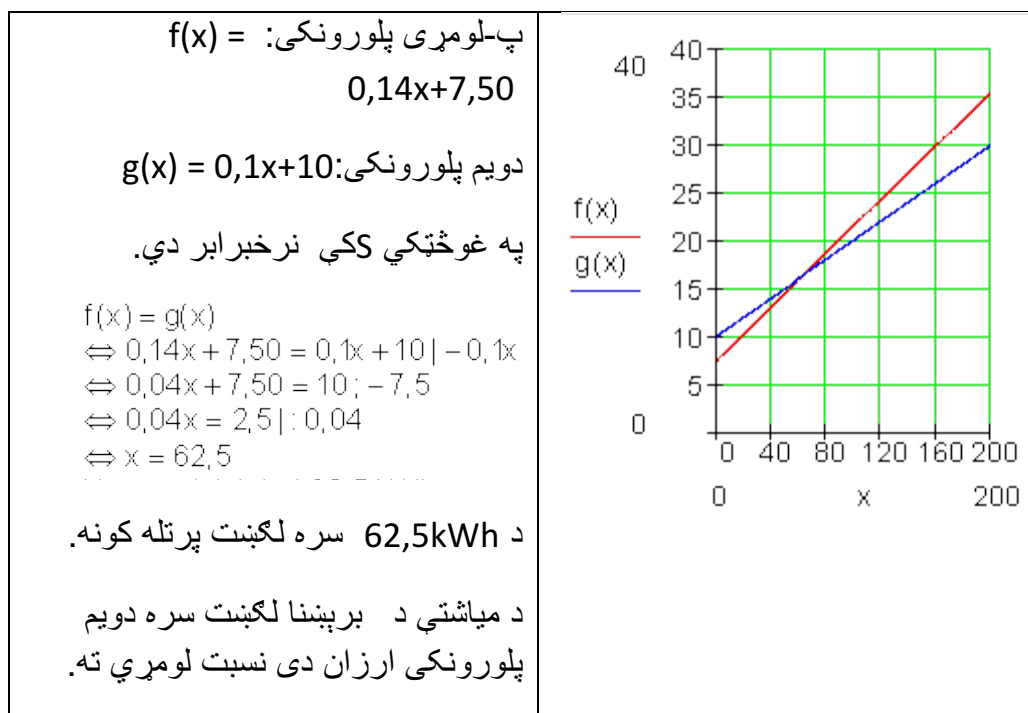 پ-لومړی پلورونکی: f(x) =
0,14x+7,50
دویم پلورونکی:g(x) = 0,1x+10
په غوڅټکي Sکې نرخبرابر دي.
f(x) = g(x)
⇔ 0,14x + 7,50 = 0,1x + 10 | − 0,1x
⇔ 0,04x + 7,50 = 10 ; − 7,5
⇔ 0,04x = 2,5 | : 0,04
⇔ x = 62,5
د 62,5kWh سره لګښت پرتله کونه.
د میاشتې د برېښنا لګښت سره دویم
پلورونکی ارزان دی نسبت لومړي ته.
40
f(x)
g(x)
0
40
35
30
25
20
15
10
5
0 40 80 120 160 200
0 x 200